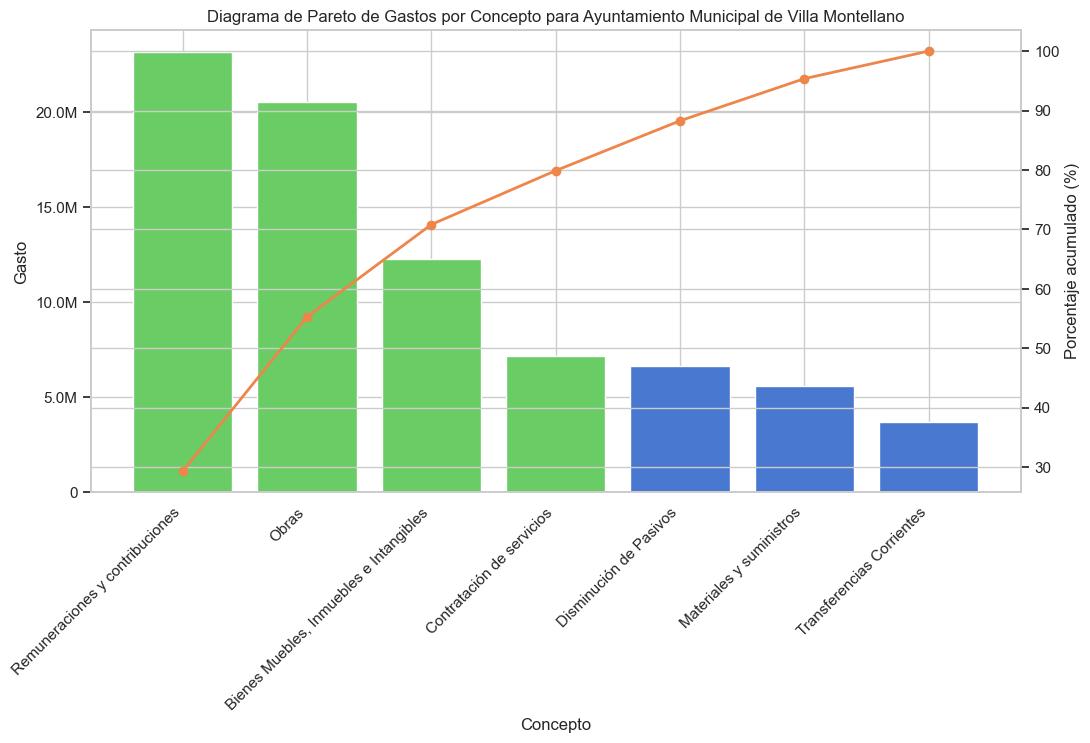 Diagrama de Pareto de Gastos por Concepto para Ayuntamiento Municipal de Villa Montellano
Gasto
20.0M
15.0M
10.0M
5.0M
0
100
90
80
70
60
50
40
30
Porcentaje acumulado (%)
Remuneraciones y contribuciones
Obras
Bienes Muebles, Inmuebles e Intangibles
Contratación de servicios
Disminución de Pasivos
Materiales y suministros
Transferencias Corrientes
Concepto